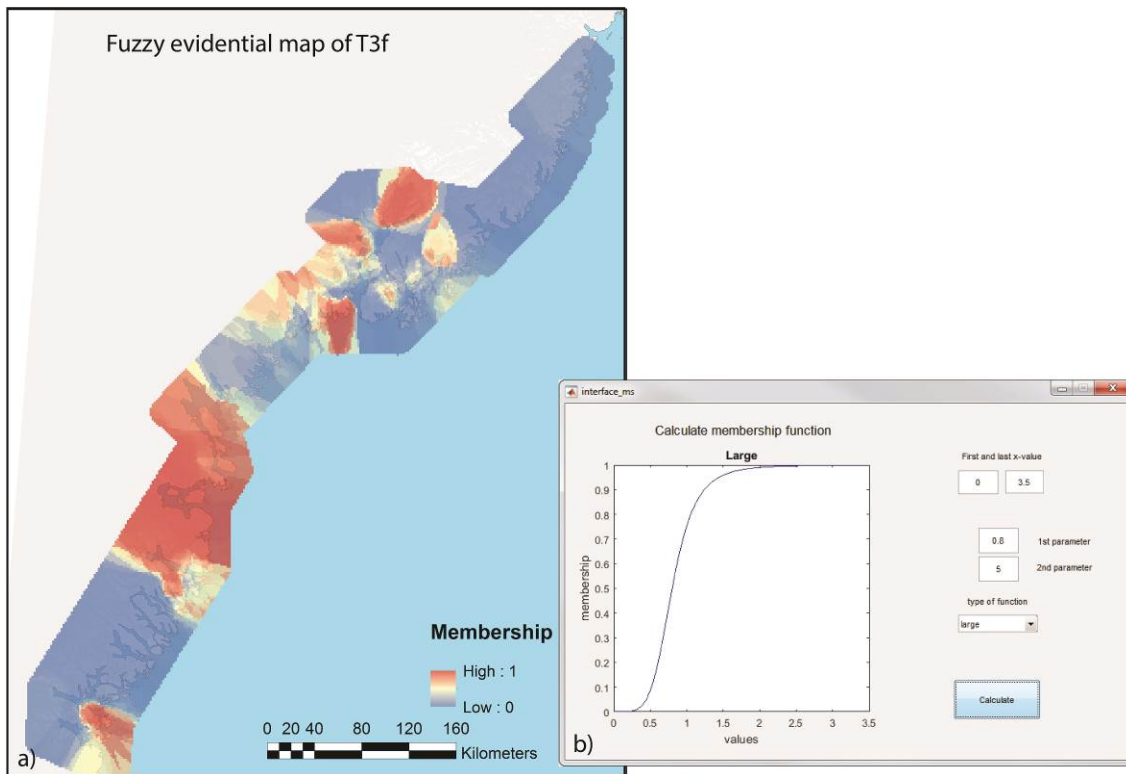 Fuzzy evidential map of T3f
Membership
High : 1
Low : 0
0 20 40 80 120 160
Kilometers
a)
interface_ms
Calculate membership function
Large
1
0.9
0.8
0.7
0.6
0.5
0.4
0.3
0.2
0.1
0
membership
0 0.5 1 1.5 2 2.5 3 3.5
values
First and last x-value
0 3.5
0.8 1st parameter
5 2nd parameter
type of function
large
Calculate
b)